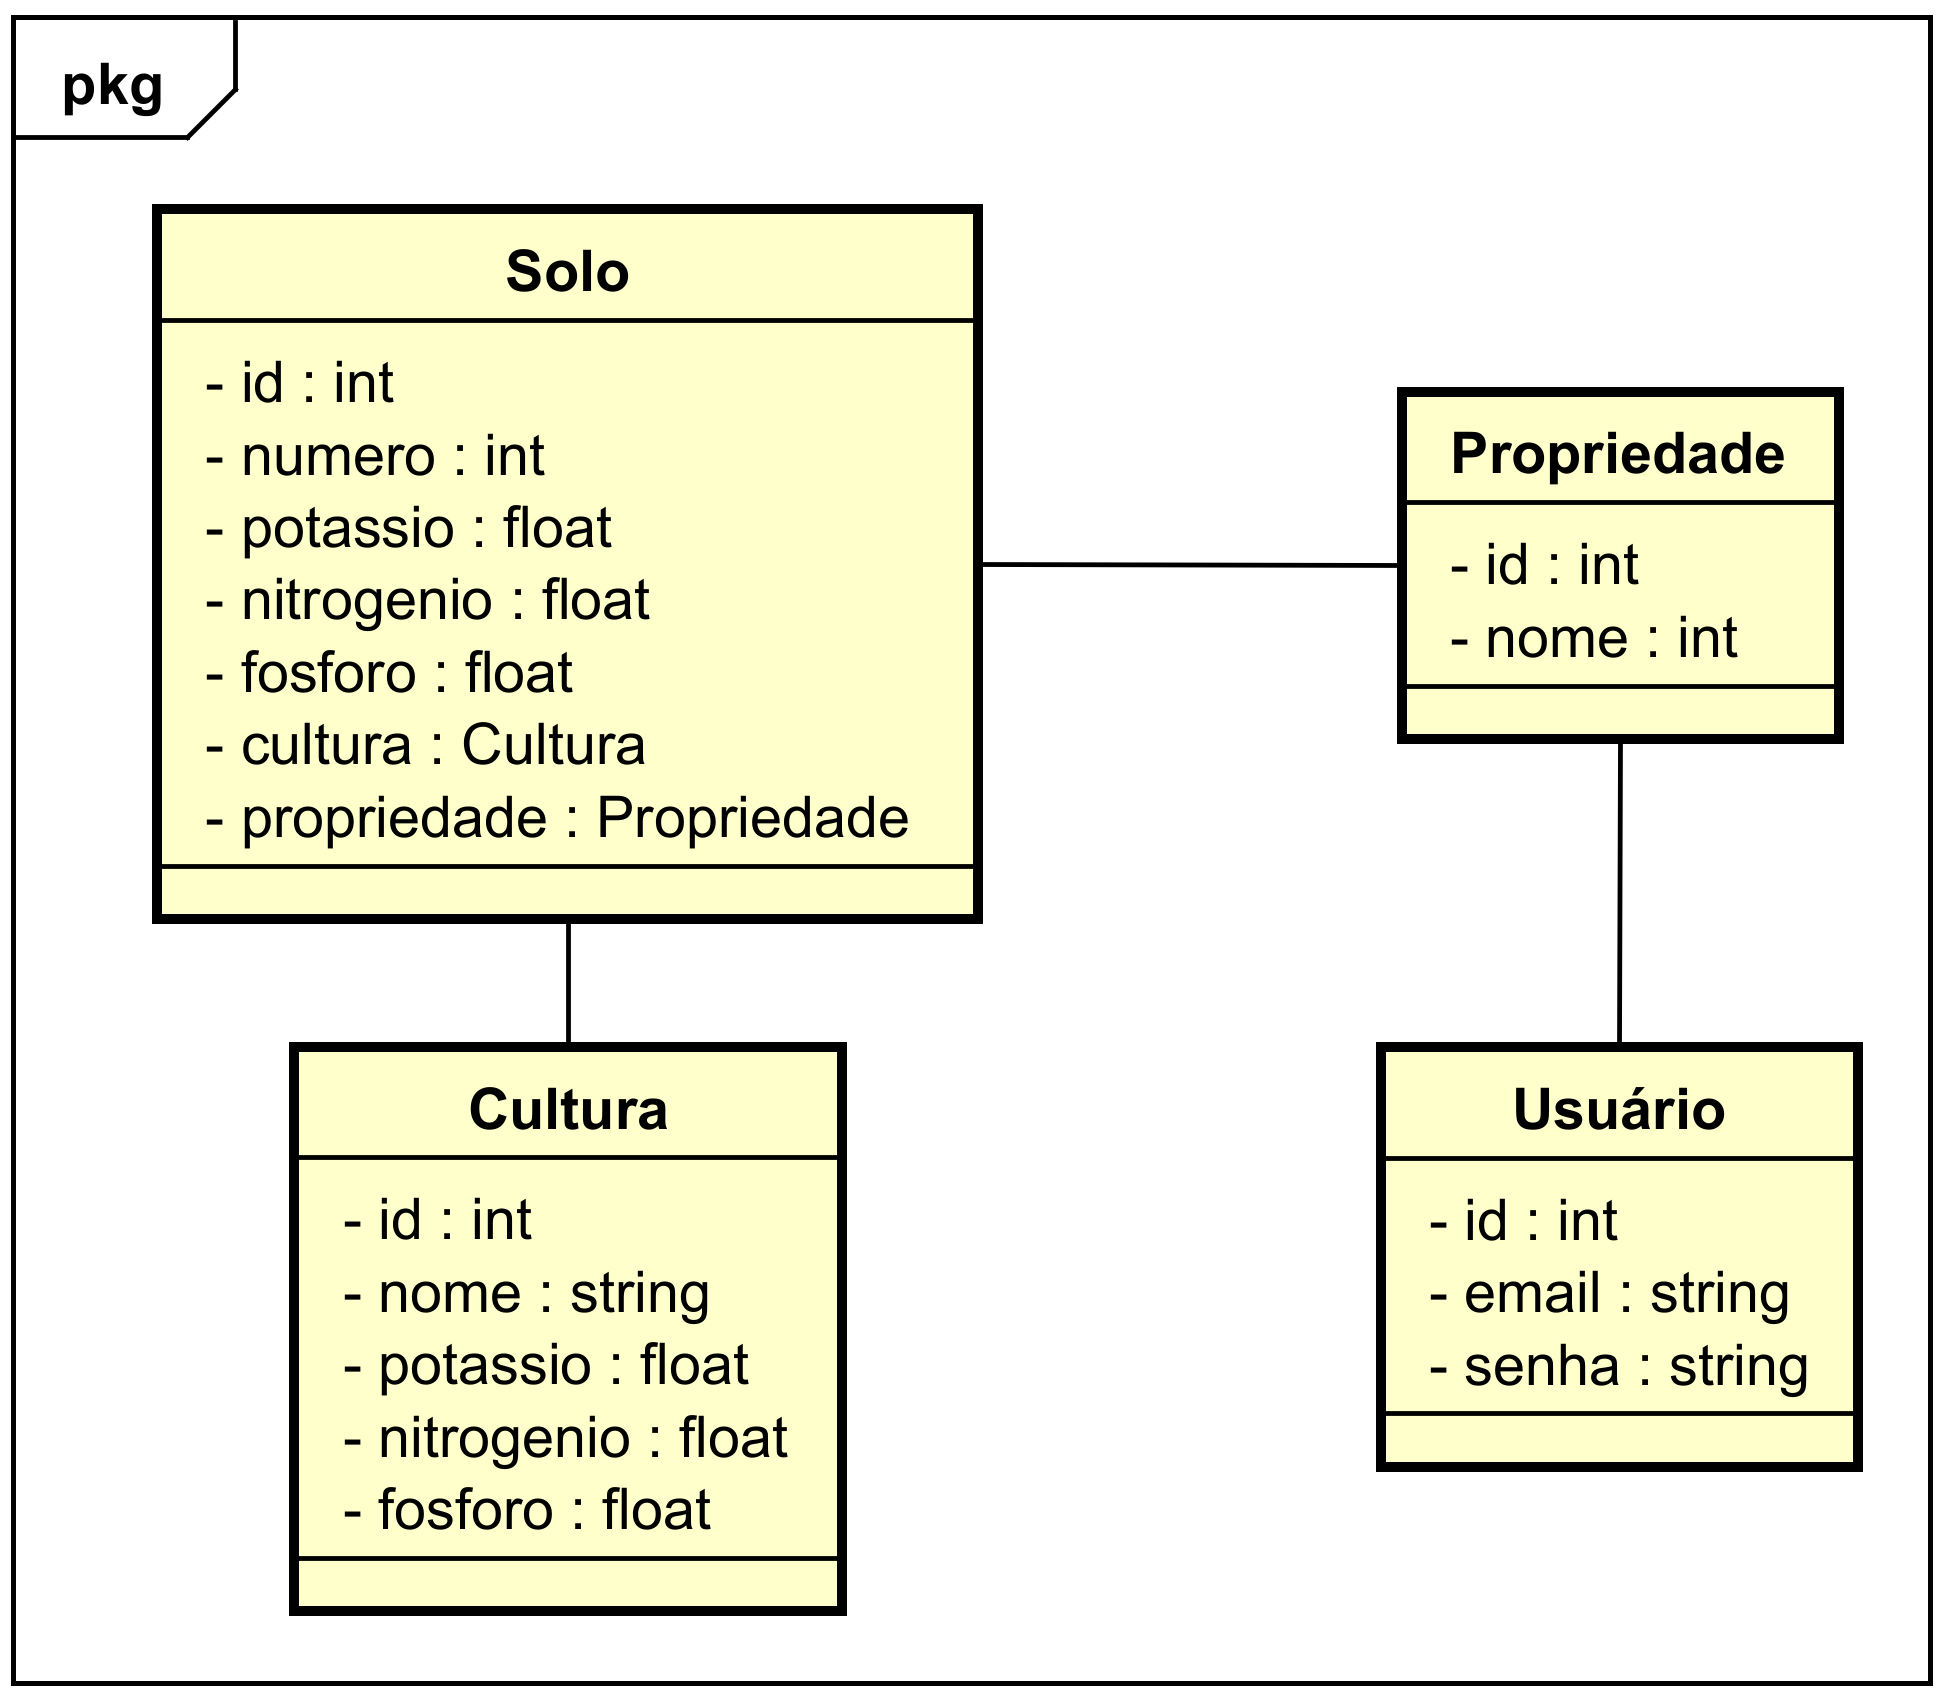 pkg
Solo
- id : int
- numero : int
- potassio : float
- nitrogenio : float
- fosforo : float
- cultura : Cultura
- propriedade : Propriedade
Propriedade
- id : int
- nome : int
Cultura
- id : int
- nome : string
- potassio : float
- nitrogenio : float
- fosforo : float
Usuário
- id : int
- email : string
- senha : string